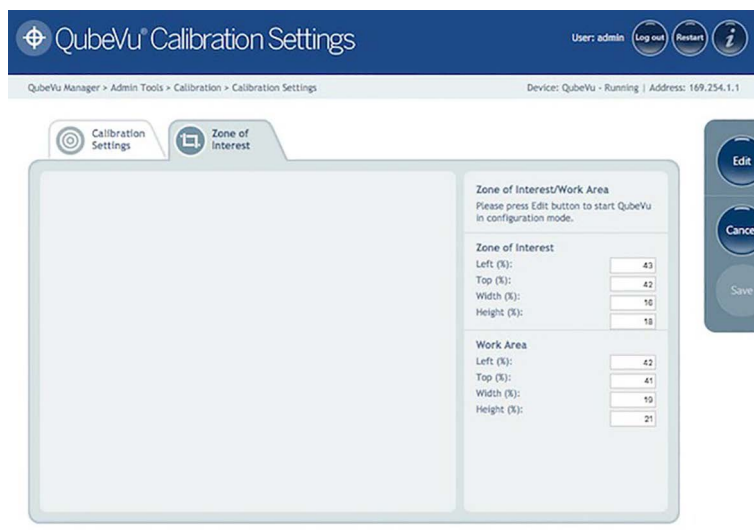 QubeVu® Calibration Settings
User: admin
Log out
Restart
i
QubeVu Manager > Admin Tools > Calibration > Calibration Settings
Device: QubeVu - Running | Address: 169.254.1.1
Calibration
Settings
Zone of
Interest
Edit
Cance
Save
Zone of Interest/Work Area
Please press Edit button to start QubeVu
in configuration mode.
Zone of Interest
Left (%): 43
Top (%): 42
Width (%): 16
Height (%): 18
Work Area
Left (%): 42
Top (%): 41
Width (%): 19
Height (%): 21